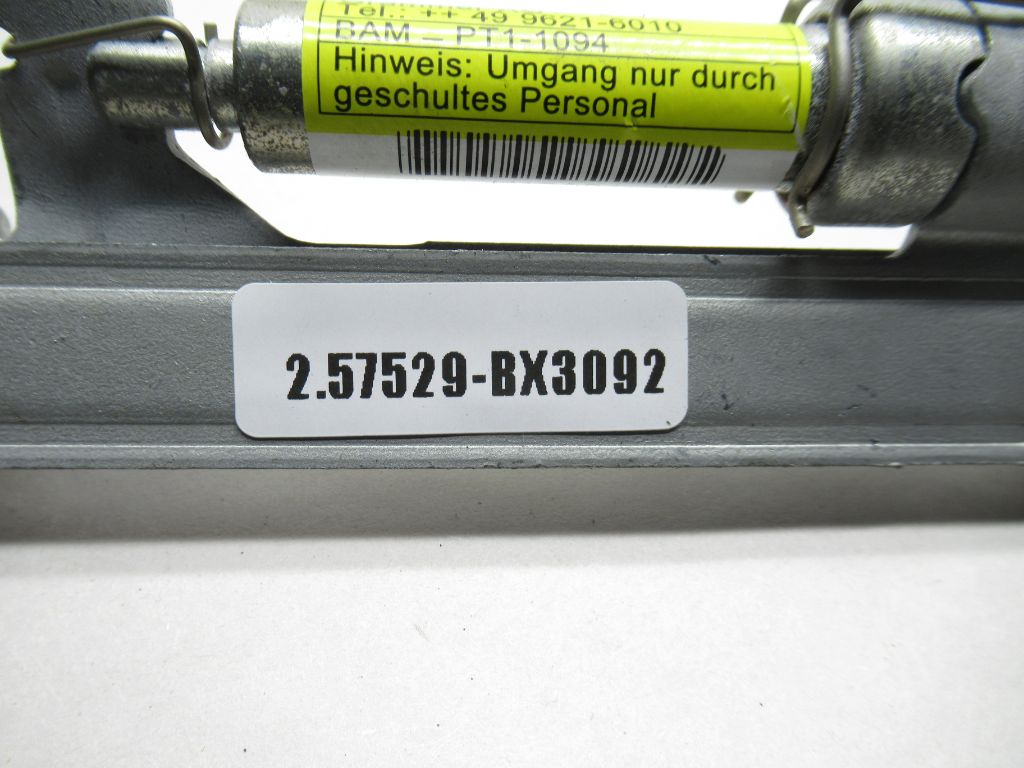 Tel.: ++ 49 9621-6010
BAM – PT1-1094
Hinweis: Umgang nur durch
geschultes Personal
2.57529-BX3092